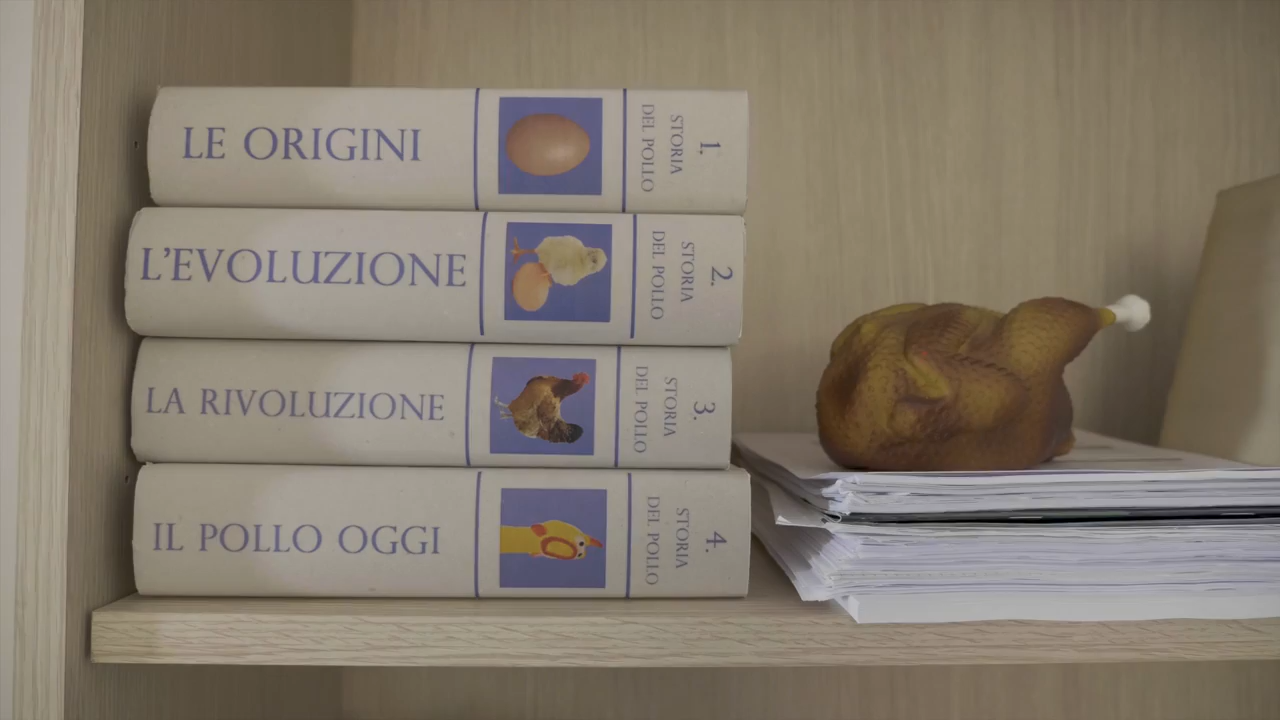 LE ORIGINI
1.
STORIA
DEL POLLO
L'EVOLUZIONE
2.
STORIA
DEL POLLO
LA RIVOLUZIONE
3.
STORIA
DEL POLLO
IL POLLO OGGI
4.
STORIA
DEL POLLO